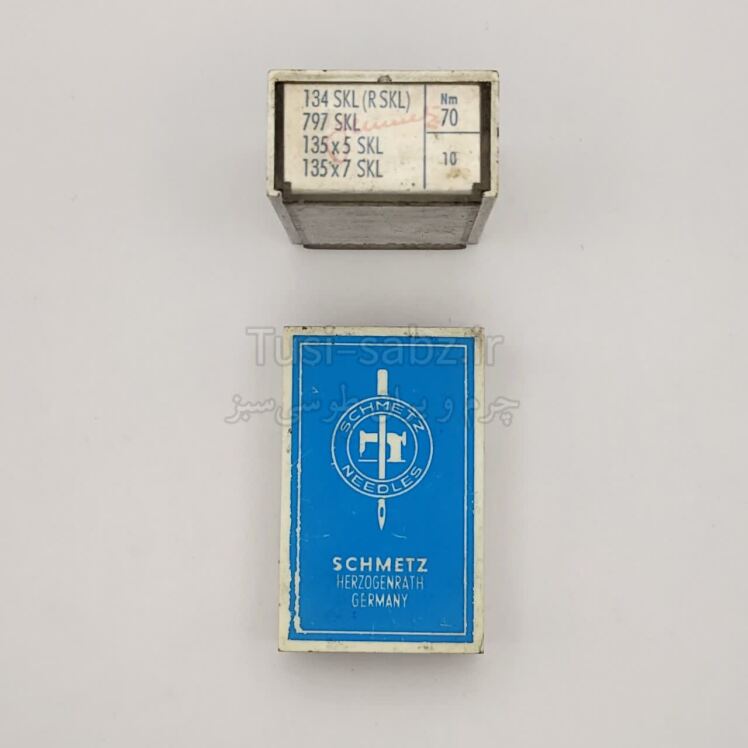 134 SKL (R SKL)
797 SKL
135x5 SKL
135x7 SKL
Nm
70
10
Tusi-sabz.ir
چرم و یراق طوسی‌سبز
SCHMETZ
NEEDLES
SCHMETZ
HERZOGENRATH
GERMANY